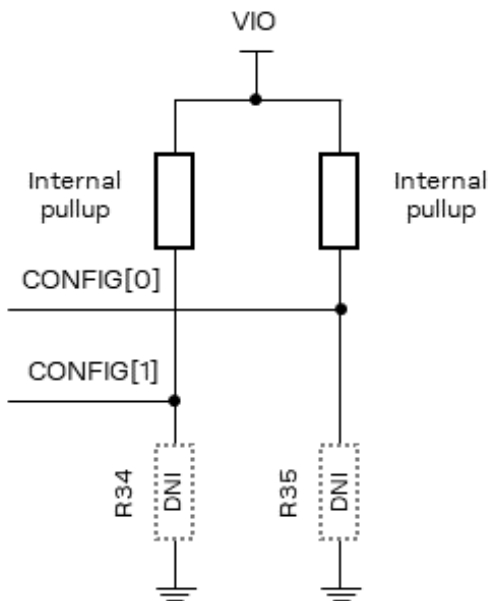 VIO
Internal
pullup
Internal
pullup
CONFIG[0]
CONFIG[1]
R34
DNI
R35
DNI